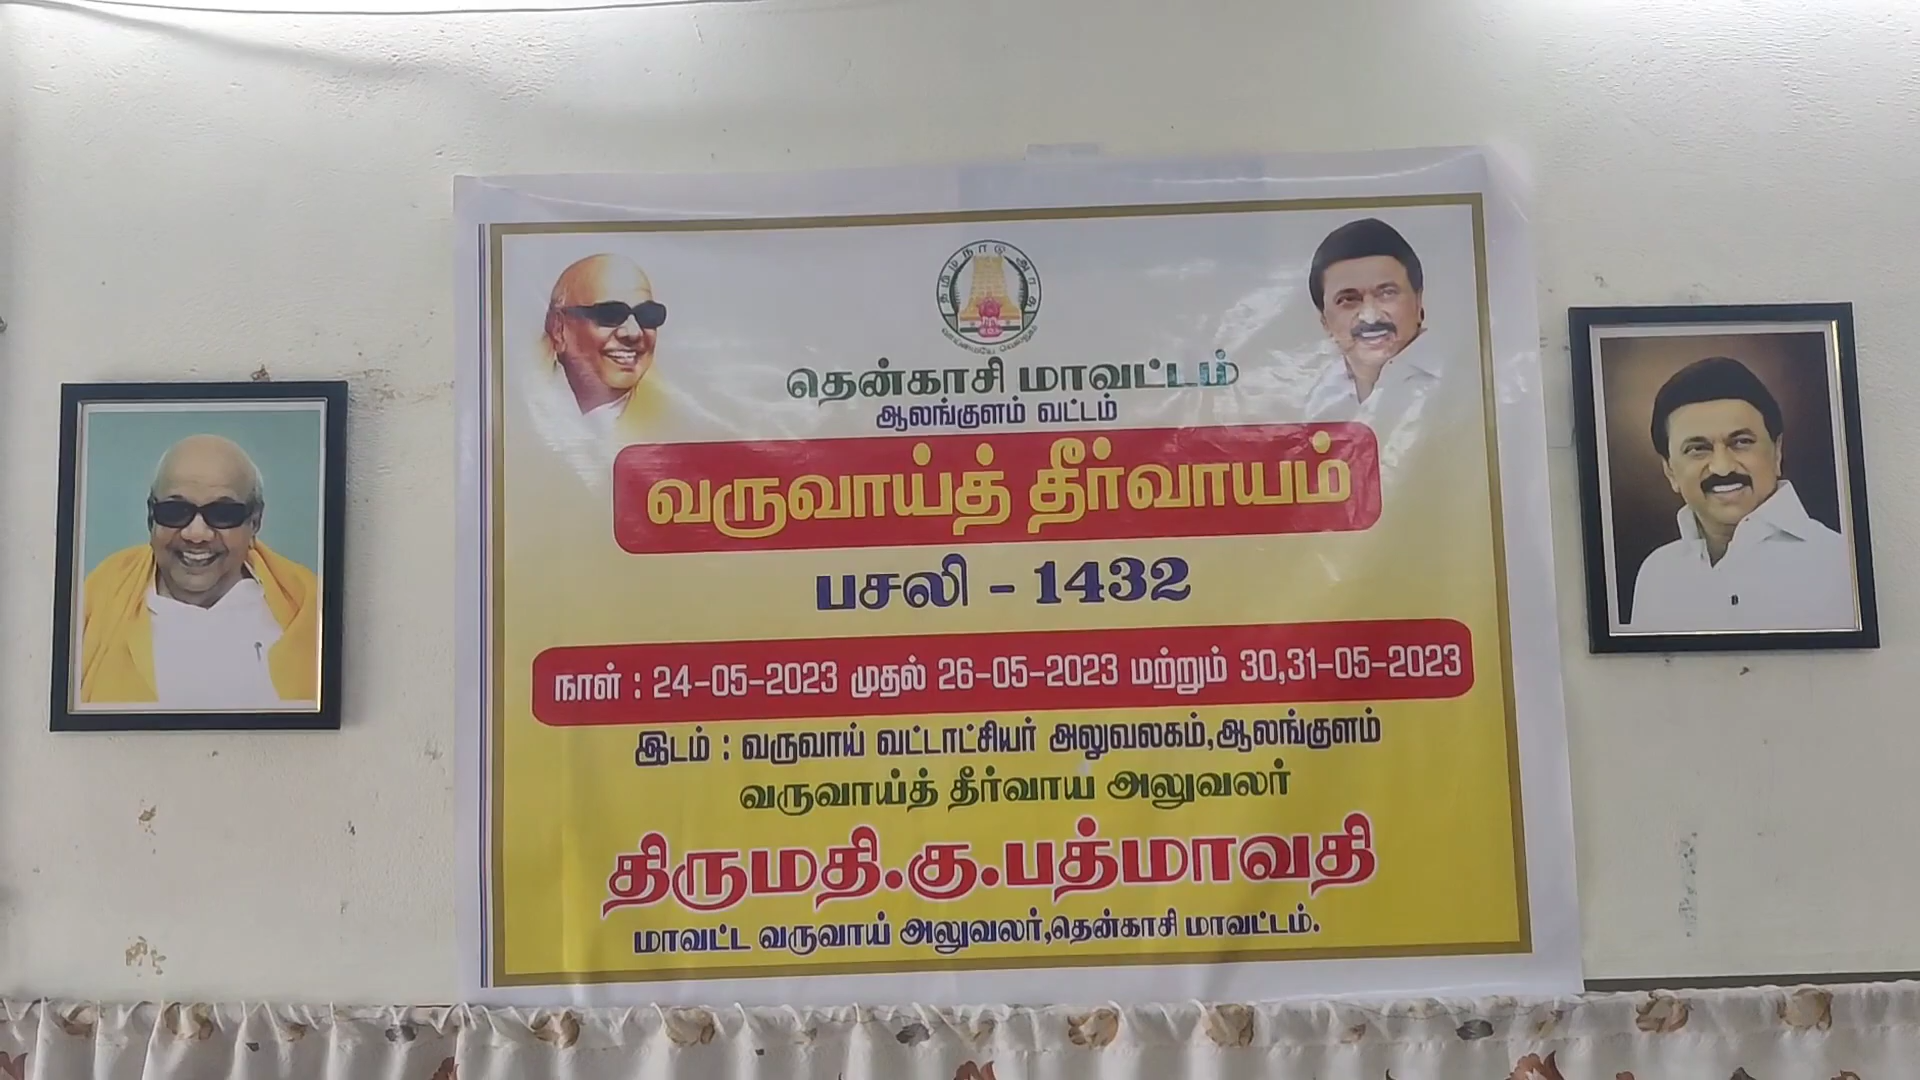 தமிழ்நாடு அரசு
வாய்மையே வெல்லும்
தென்காசி மாவட்டம்
ஆலங்குளம் வட்டம்
வருவாய்த் தீர்வாயம்
பசலி - 1432
நாள் : 24-05-2023 முதல் 26-05-2023 மற்றும் 30,31-05-2023
இடம் : வருவாய் வட்டாட்சியர் அலுவலகம்,ஆலங்குளம்
வருவாய்த் தீர்வாய அலுவலர்
திருமதி.கு.பத்மாவதி
மாவட்ட வருவாய் அலுவலர்,தென்காசி மாவட்டம்.